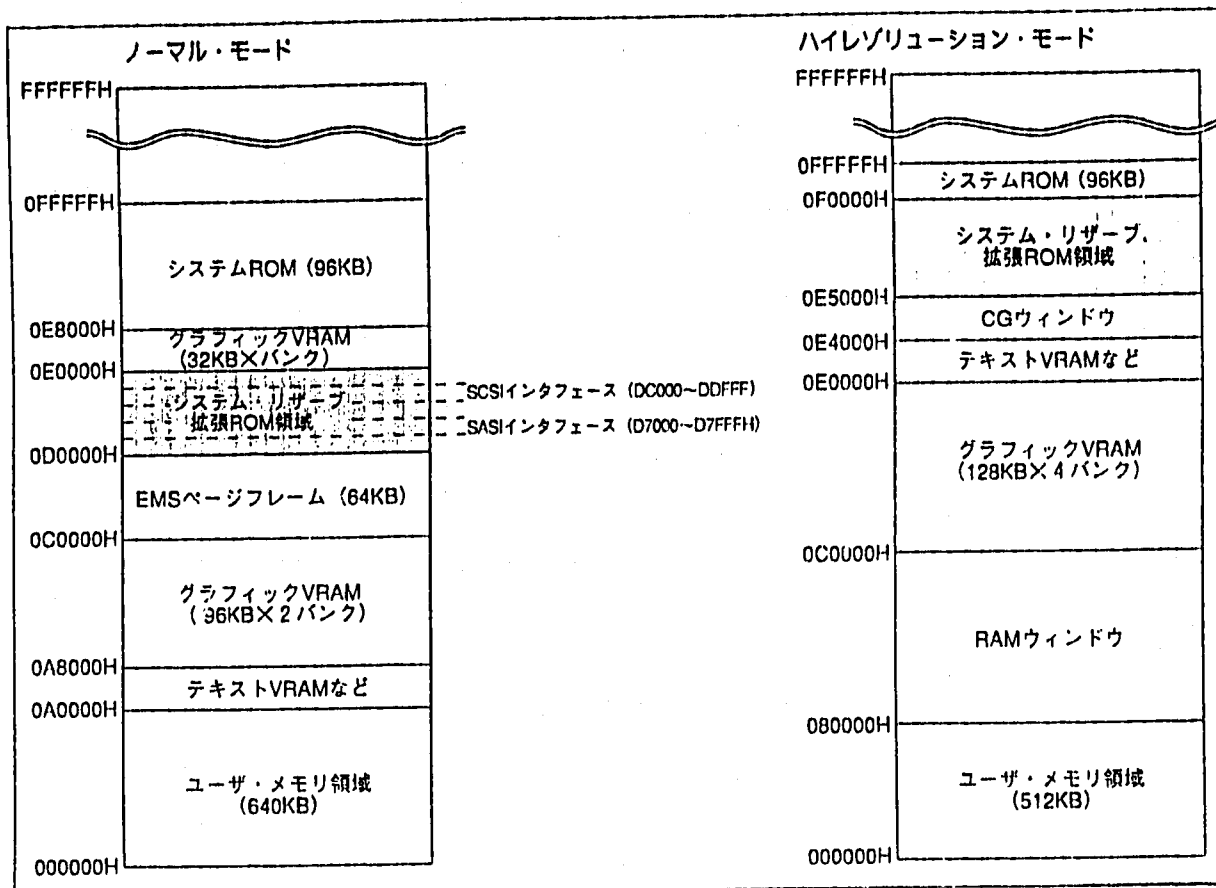 ノーマル・モード
FFFFFFH
0FFFFFH
システムROM (96KB)
0E8000H
グラフィックVRAM
(32KB×バンク)
0E0000H
システム・リザーブ
拡張ROM領域
SCSIインタフェース (DC000~DDFFF)
SASIインタフェース (D7000~D7FFFH)
0D0000H
EMSページフレーム (64KB)
0C0000H
グラフィックVRAM
(96KB×2バンク)
0A8000H
テキストVRAMなど
0A0000H
ユーザ・メモリ領域
(640KB)
000000H
ハイレゾリューション・モード
FFFFFFH
0FFFFFH
システムROM (96KB)
0F0000H
システム・リザーブ
拡張ROM領域
0E5000H
CGウィンドウ
0E4000H
テキストVRAMなど
0E0000H
グラフィックVRAM
(128KB×4バンク)
0C0000H
RAMウィンドウ
080000H
ユーザ・メモリ領域
(512KB)
000000H